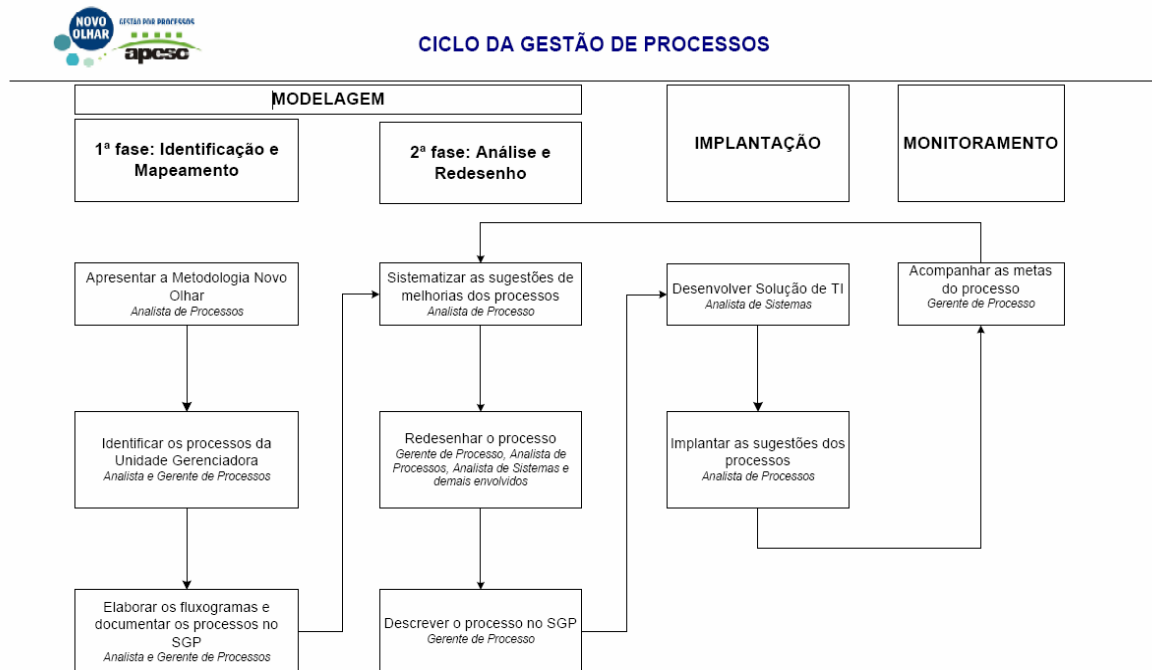 NOVO
OLHAR
GESTÃO POR PROCESSOS
apcsc
CICLO DA GESTÃO DE PROCESSOS
MODELAGEM
1ª fase: Identificação e
Mapeamento
2ª fase: Análise e
Redesenho
IMPLANTAÇÃO
MONITORAMENTO
Apresentar a Metodologia Novo
Olhar
Analista de Processos
Identificar os processos da
Unidade Gerenciadora
Analista e Gerente de Processos
Elaborar os fluxogramas e
documentar os processos no
SGP
Analista e Gerente de Processos
Sistematizar as sugestões de
melhorias dos processos
Analista de Processo
Redesenhar o processo
Gerente de Processo, Analista de
Processos, Analista de Sistemas e
demais envolvidos
Descrever o processo no SGP
Gerente de Processo
Desenvolver Solução de TI
Analista de Sistemas
Implantar as sugestões dos
processos
Analista de Processos
Acompanhar as metas
do processo
Gerente de Processo